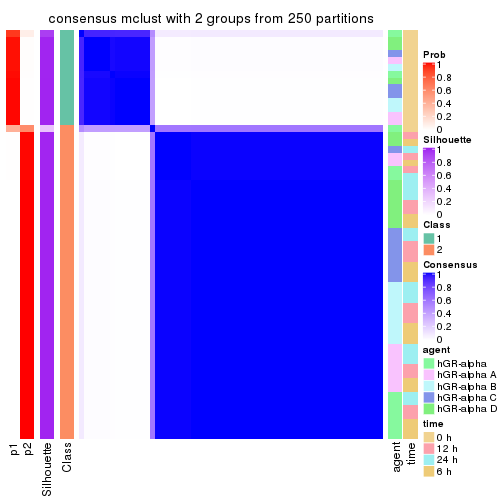 consensus mclust with 2 groups from 250 partitions
Prob
1
0.8
0.6
0.4
0.2
0
Silhouette
1
0.8
0.6
0.4
0.2
0
Class
1
2
Consensus
1
0.8
0.6
0.4
0.2
0
agent
hGR-alpha
hGR-alpha A
hGR-alpha B
hGR-alpha C
hGR-alpha D
time
0 h
12 h
24 h
6 h
p1
p2
Silhouette
Class
agent
time